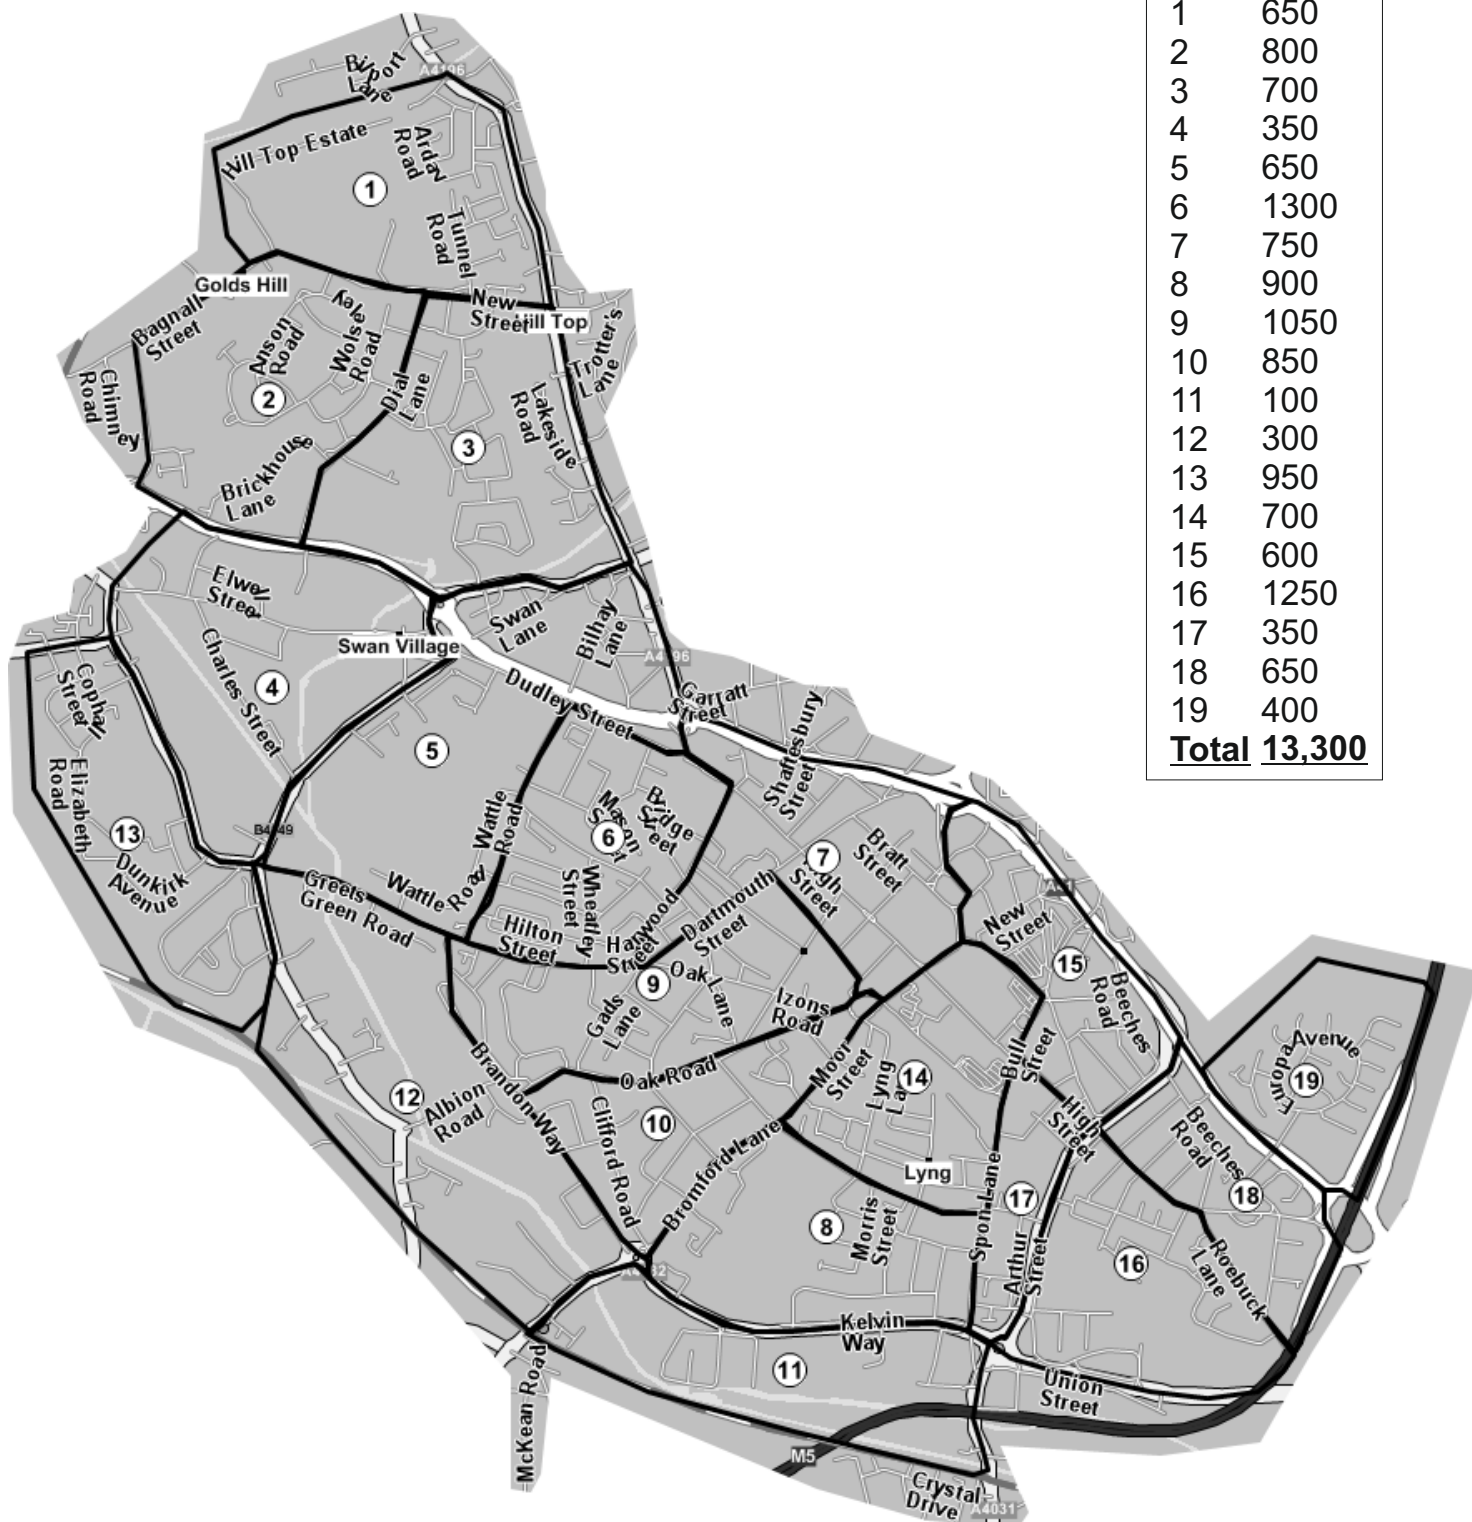 1 650
2 800
3 700
4 350
5 650
6 1300
7 750
8 900
9 1050
10 850
11 100
12 300
13 950
14 700
15 600
16 1250
17 350
18 650
19 400
Total 13,300
A4196
Hill Top Estate
Arday
Road
1
Tunnel
Road
Golds Hill
New
Street
Hill Top
Bagnall
Street
Anson
Road
Wolseley
Road
Trotter's
Lane
Chimney
Road
2
Dial
Lane
Lakeside
Road
3
Brickhouse
Lane
Elwell
Street
Swan
Lane
Bilhay
Lane
Swan Village
A4196
Charles Street
4
Cophall
Street
Dudley Street
Garratt
Street
5
Shaftesbury
Street
Elizabeth
Road
13
B4149
Wattle
Road
Mason
Street
Bridge
Street
6
7
High
Street
Bratt
Street
Dunkirk
Avenue
Greets
Green Road
Wattle
Road
Wheatley
Street
Hilton
Street
Harwood
Street
Dartmouth
Street
A41
New
Street
15
9
Oak Lane
Gads
Lane
Izons
Road
Beeches
Road
Brandon Way
Oak Road
Moor
Street
Lyng
Lane
14
Bull
Street
Europa
Avenue
19
12
Albion
Road
Clifford Road
10
Bromford Lane
High
Street
Beeches
Road
Lyng
18
8
Morris
Street
Spon Lane
17
Arthur
Street
16
Roebuck
Lane
Kelvin
Way
11
Union
Street
McKean Road
M5
Crystal
Drive
A4031